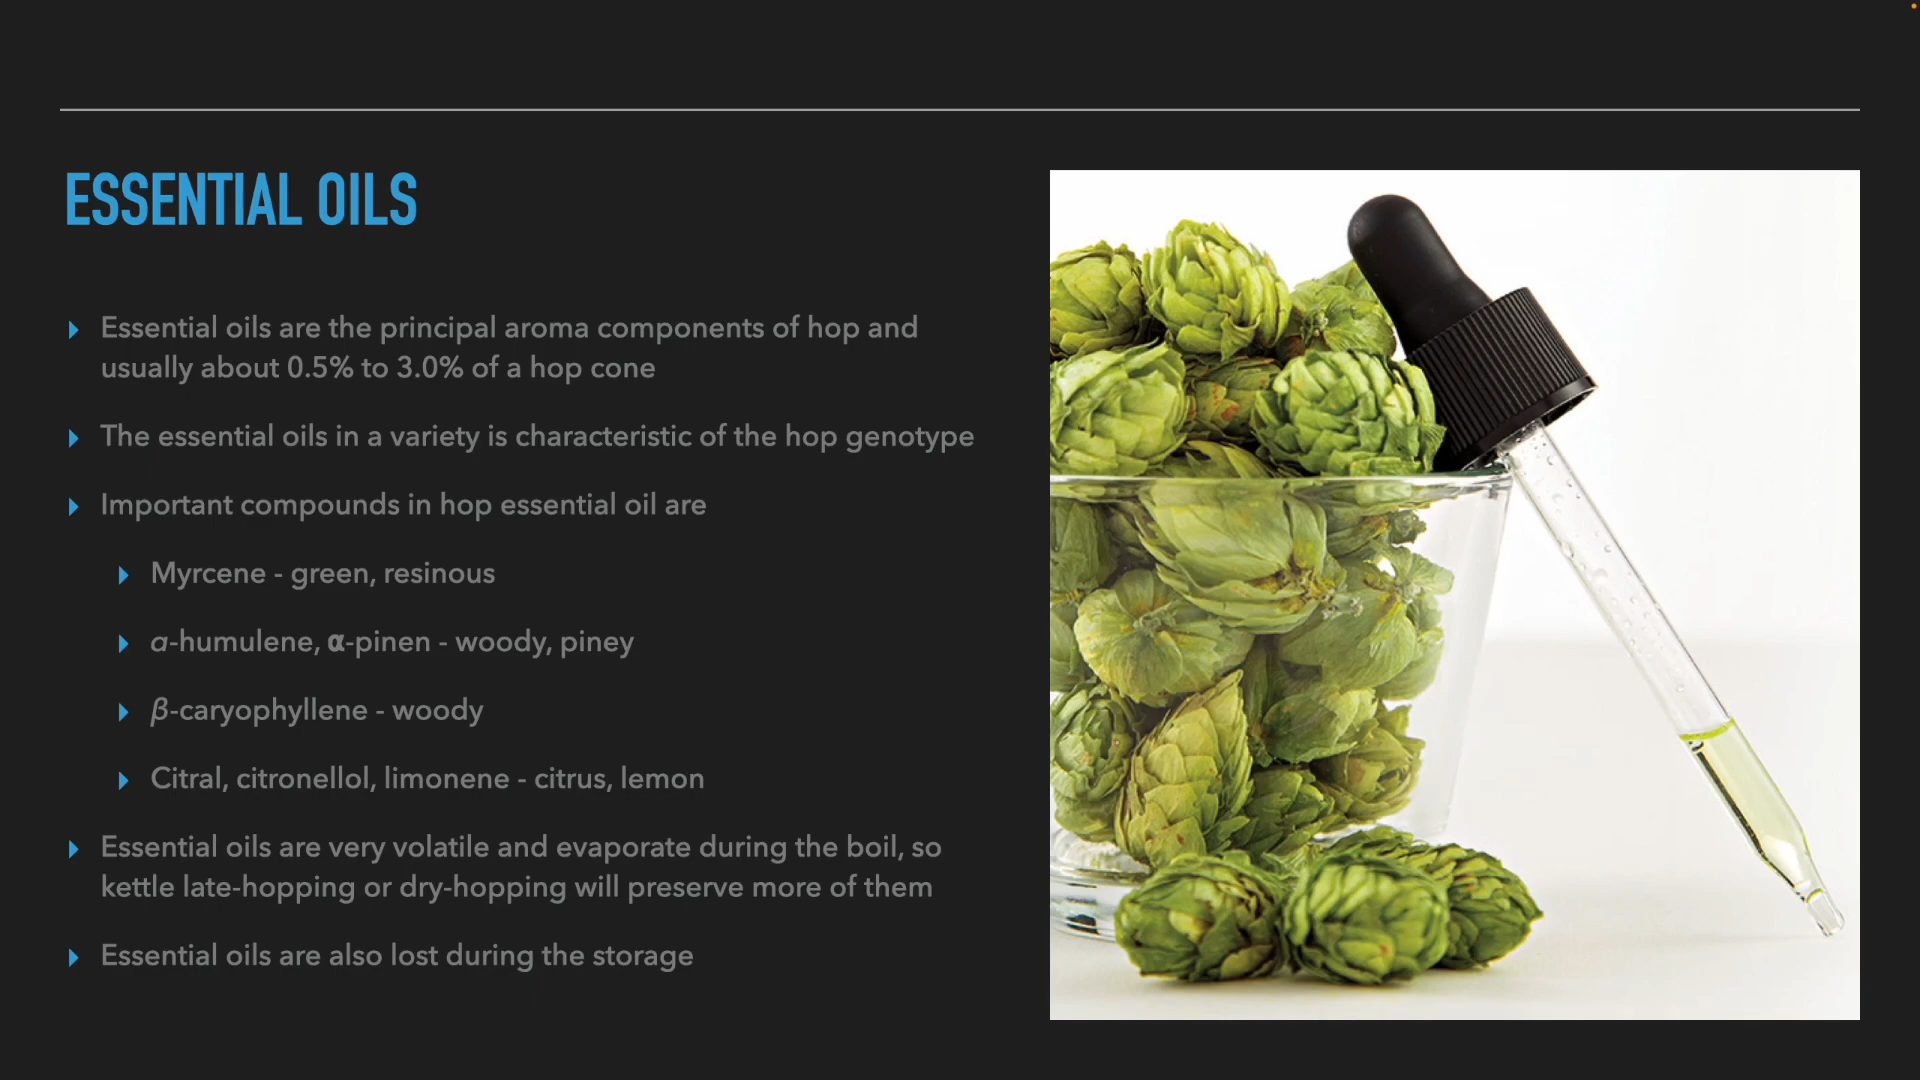 ESSENTIAL OILS
Essential oils are the principal aroma components of hop and
usually about 0.5% to 3.0% of a hop cone
The essential oils in a variety is characteristic of the hop genotype
Important compounds in hop essential oil are
Myrcene - green, resinous
α-humulene, α-pinen - woody, piney
β-caryophyllene - woody
Citral, citronellol, limonene - citrus, lemon
Essential oils are very volatile and evaporate during the boil, so
kettle late-hopping or dry-hopping will preserve more of them
Essential oils are also lost during the storage